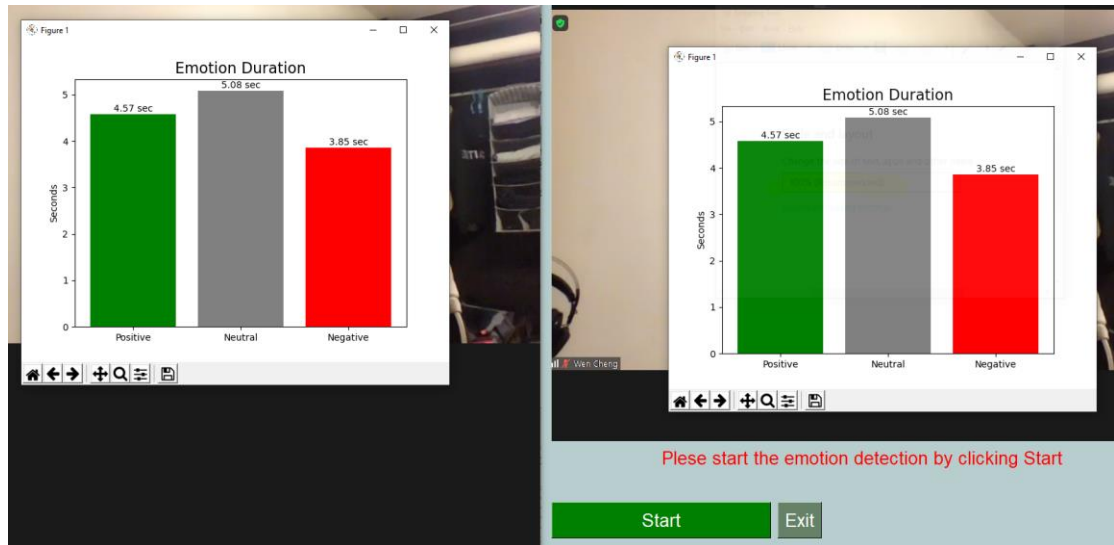 Figure 1
Emotion Duration
4.57 sec
5.08 sec
3.85 sec
Seconds
5
4
3
2
1
0
Positive
Neutral
Negative
Figure 1
Emotion Duration
4.57 sec
5.08 sec
3.85 sec
Seconds
5
4
3
2
1
0
Positive
Neutral
Negative
Wen Cheng
Plese start the emotion detection by clicking Start
Start
Exit